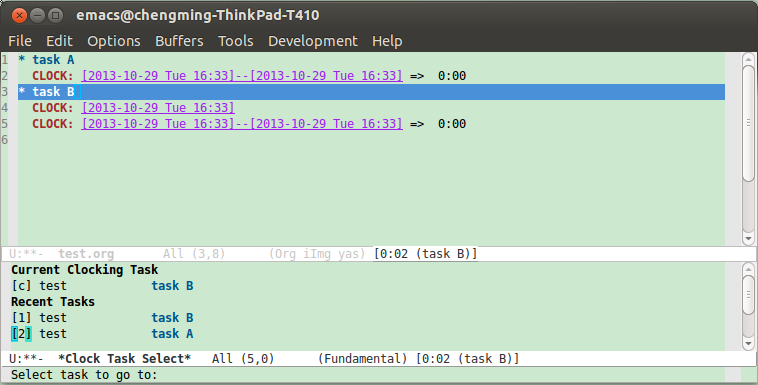 emacs@chengming-ThinkPad-T410
File Edit Options Buffers Tools Development Help
1 * task A
2 CLOCK: [2013-10-29 Tue 16:33]--[2013-10-29 Tue 16:33] => 0:00
3 * task B
4 CLOCK: [2013-10-29 Tue 16:33]
5 CLOCK: [2013-10-29 Tue 16:33]--[2013-10-29 Tue 16:33] => 0:00
6
U:**- test.org All (3,8) (Org iImg yas) [0:02 (task B)]
Current Clocking Task
[c] test task B
Recent Tasks
[1] test task B
[2] test task A
U:**- *Clock Task Select* All (5,0) (Fundamental) [0:02 (task B)]
Select task to go to: